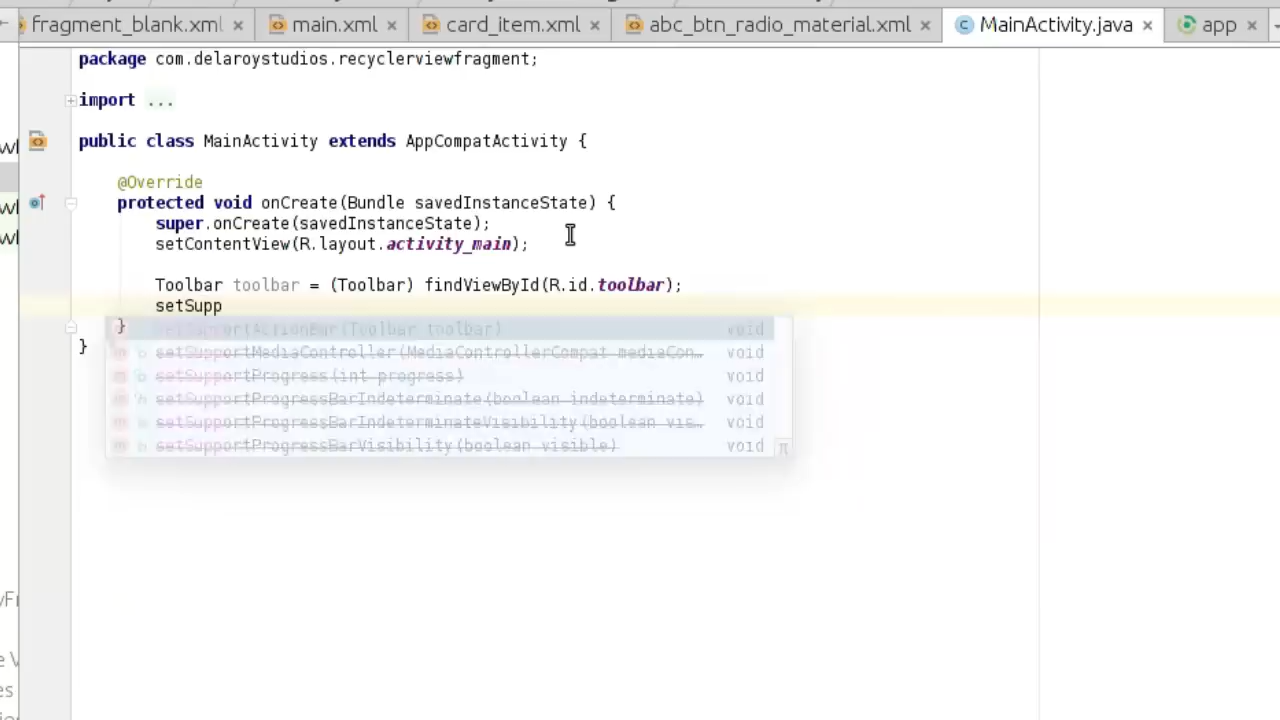 fragment_blank.xml main.xml card_item.xml abc_btn_radio_material.xml MainActivity.java app
package com.delaroystudios.recyclerviewfragment;
import ...
public class MainActivity extends AppCompatActivity {
@Override
protected void onCreate(Bundle savedInstanceState) {
super.onCreate(savedInstanceState);
setContentView(R.layout.activity_main);
Toolbar toolbar = (Toolbar) findViewById(R.id.toolbar);
setSupp
}
setSupportActionBar(Toolbar toolbar) void
}
setSupportMediaController(MediaControllerCompat mediaCon… void
setSupportProgress(int progress) void
setSupportProgressBarIndeterminate(boolean indeterminate) void
setSupportProgressBarIndeterminateVisibility(boolean vis… void
setSupportProgressBarVisibility(boolean visible) void
π